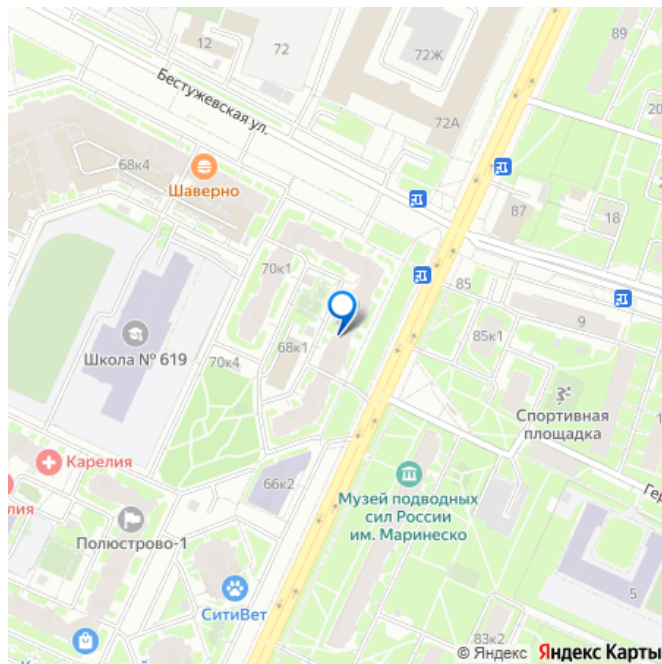 89
12
72
72Ж
Бестужевская ул.
72А
20
68к4
Шаверно
87
18
70к1
85
9
Школа № 619
70к4
68к1
85к1
Спортивная
площадка
Карелия
66к2
Музей подводных
сил России
им. Маринеско
Полюстрово-1
5
СитиВет
83к2
© Яндекс Яндекс Карты